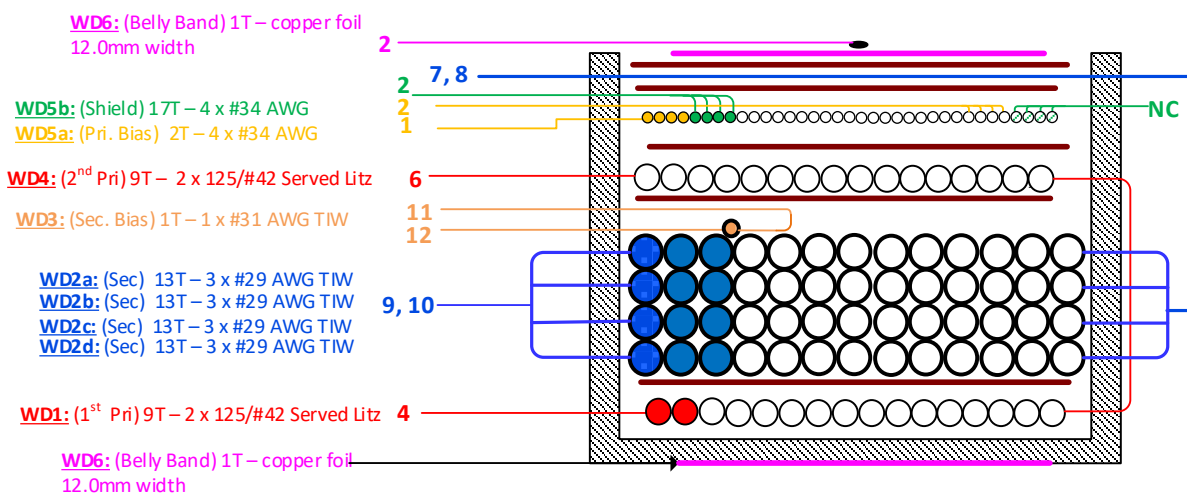 WD6: (Belly Band) 1T – copper foil
12.0mm width
2
7, 8
2
WD5b: (Shield) 17T – 4 x #34 AWG
2
NC
WD5a: (Pri. Bias) 2T – 4 x #34 AWG
1
WD4: (2nd Pri) 9T – 2 x 125/#42 Served Litz
6
WD3: (Sec. Bias) 1T – 1 x #31 AWG TIW
11
12
WD2a: (Sec) 13T – 3 x #29 AWG TIW
WD2b: (Sec) 13T – 3 x #29 AWG TIW
9, 10
WD2c: (Sec) 13T – 3 x #29 AWG TIW
WD2d: (Sec) 13T – 3 x #29 AWG TIW
WD1: (1st Pri) 9T – 2 x 125/#42 Served Litz
4
WD6: (Belly Band) 1T – copper foil
12.0mm width